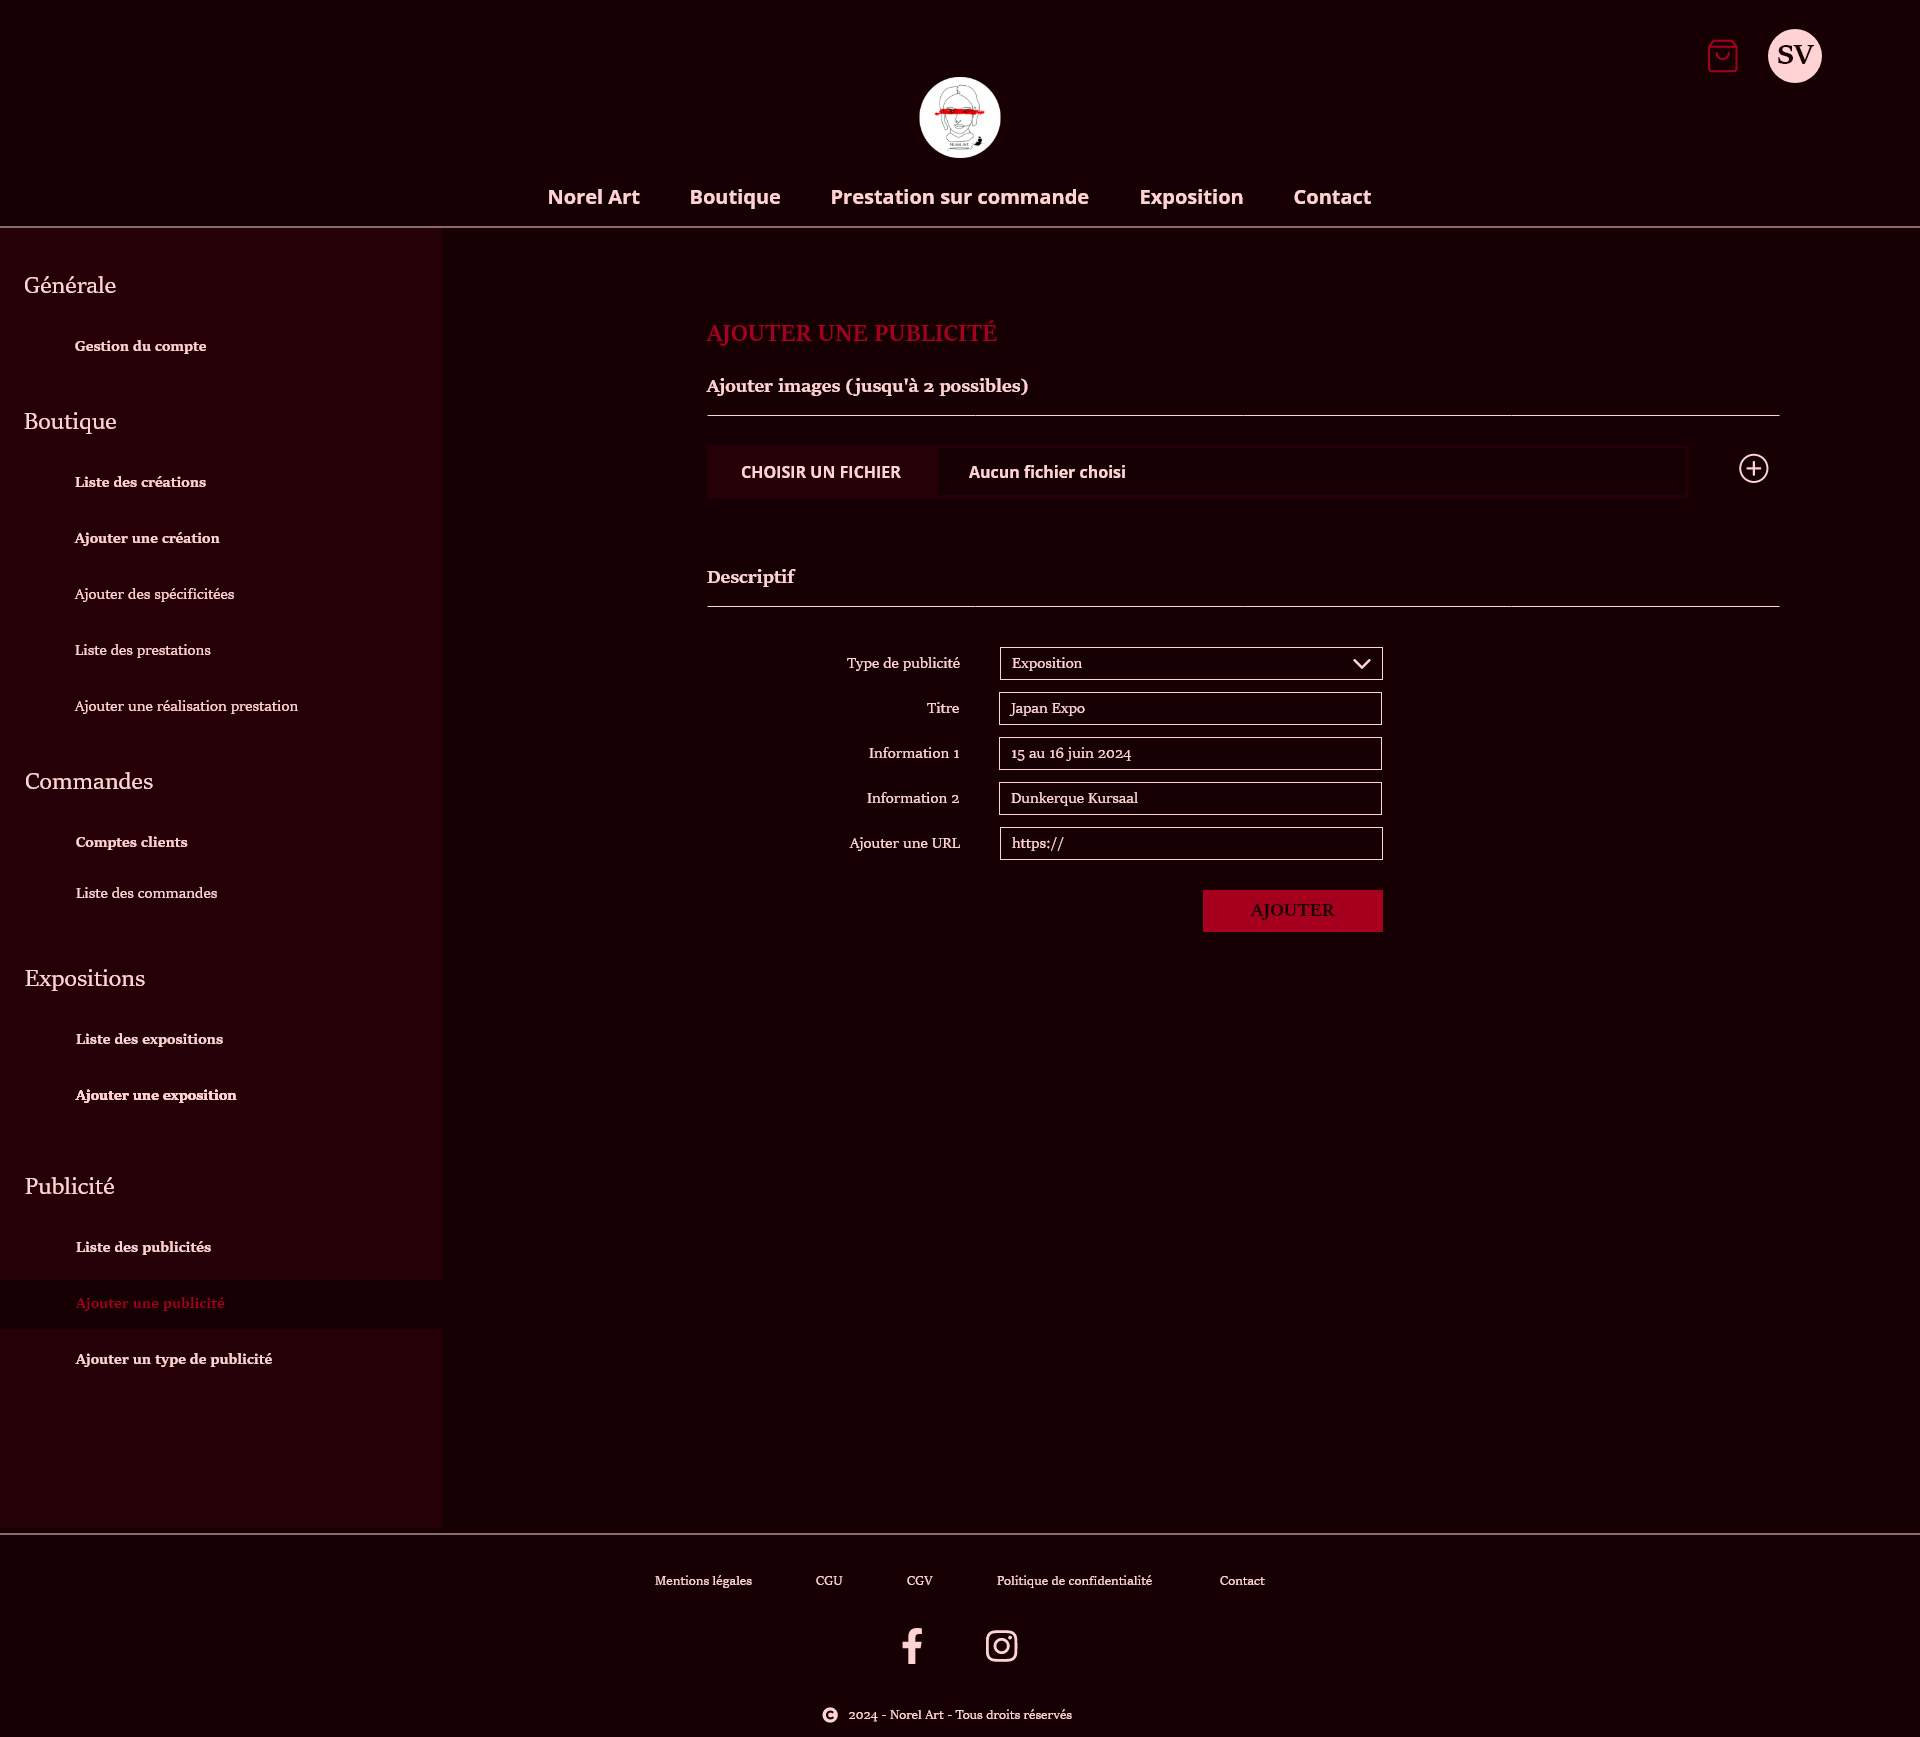 SV
Norel Art
Norel Art Boutique Prestation sur commande Exposition Contact
Générale
Gestion du compte
Boutique
Liste des créations
Ajouter une création
Ajouter des spécificitées
Liste des prestations
Ajouter une réalisation prestation
Commandes
Comptes clients
Liste des commandes
Expositions
Liste des expositions
Ajouter une exposition
Publicité
Liste des publicités
Ajouter une publicité
Ajouter un type de publicité
AJOUTER UNE PUBLICITÉ
Ajouter images (jusqu'à 2 possibles)
CHOISIR UN FICHIER Aucun fichier choisi
Descriptif
Type de publicité Exposition
Titre Japan Expo
Information 1 15 au 16 juin 2024
Information 2 Dunkerque Kursaal
Ajouter une URL https://
AJOUTER
Mentions légales CGU CGV Politique de confidentialité Contact
© 2024 - Norel Art - Tous droits réservés